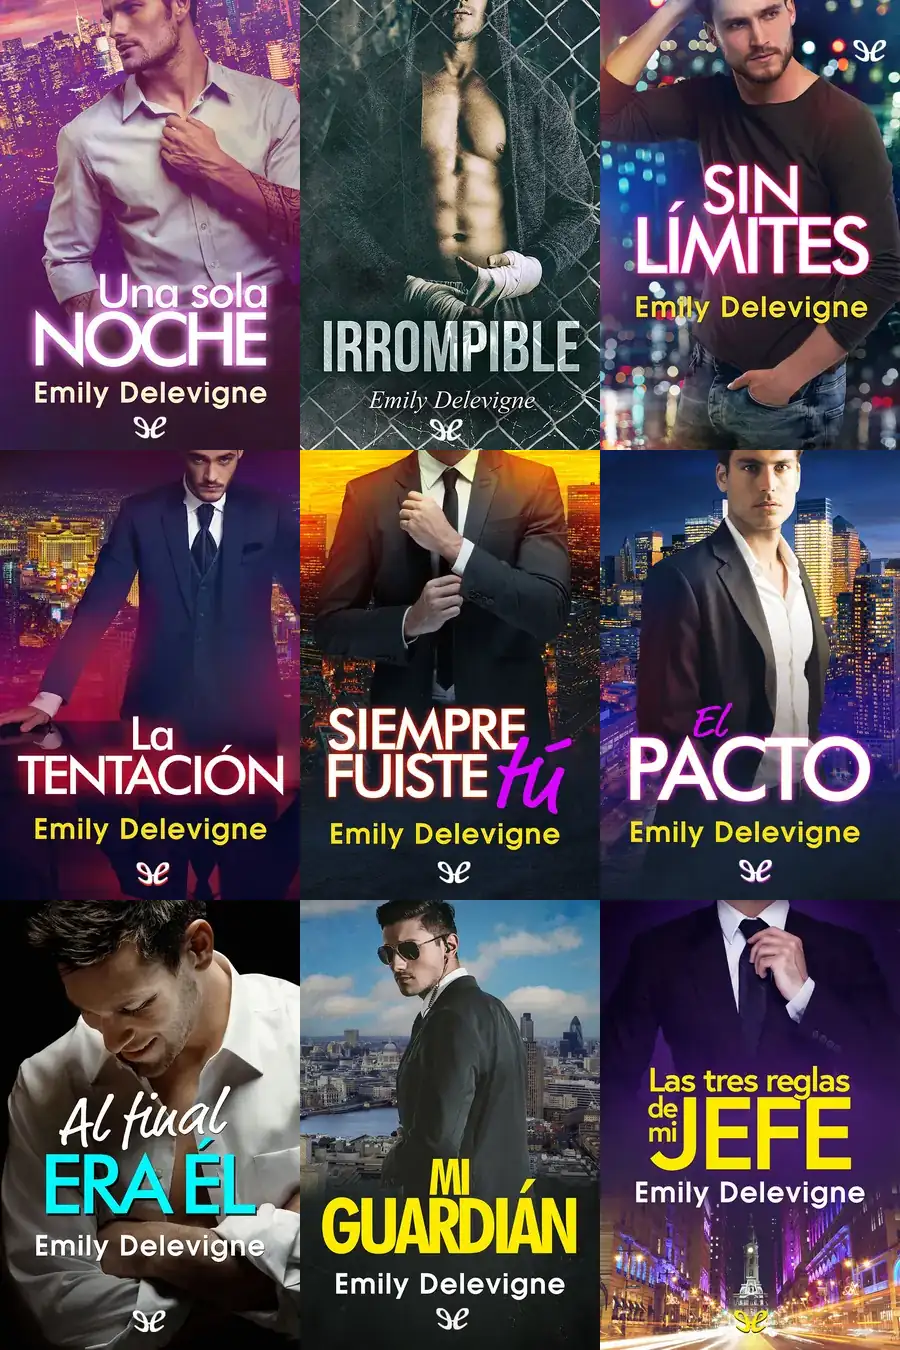 Una sola
NOCHE
Emily Delevigne
IRROMPIBLE
Emily Delevigne
SIN
LÍMITES
Emily Delevigne
La
TENTACIÓN
Emily Delevigne
SIEMPRE
FUISTE tú
Emily Delevigne
El
PACTO
Emily Delevigne
Al final
ERA ÉL
Emily Delevigne
MI
GUARDIÁN
Emily Delevigne
Las tres reglas
de mi JEFE
Emily Delevigne